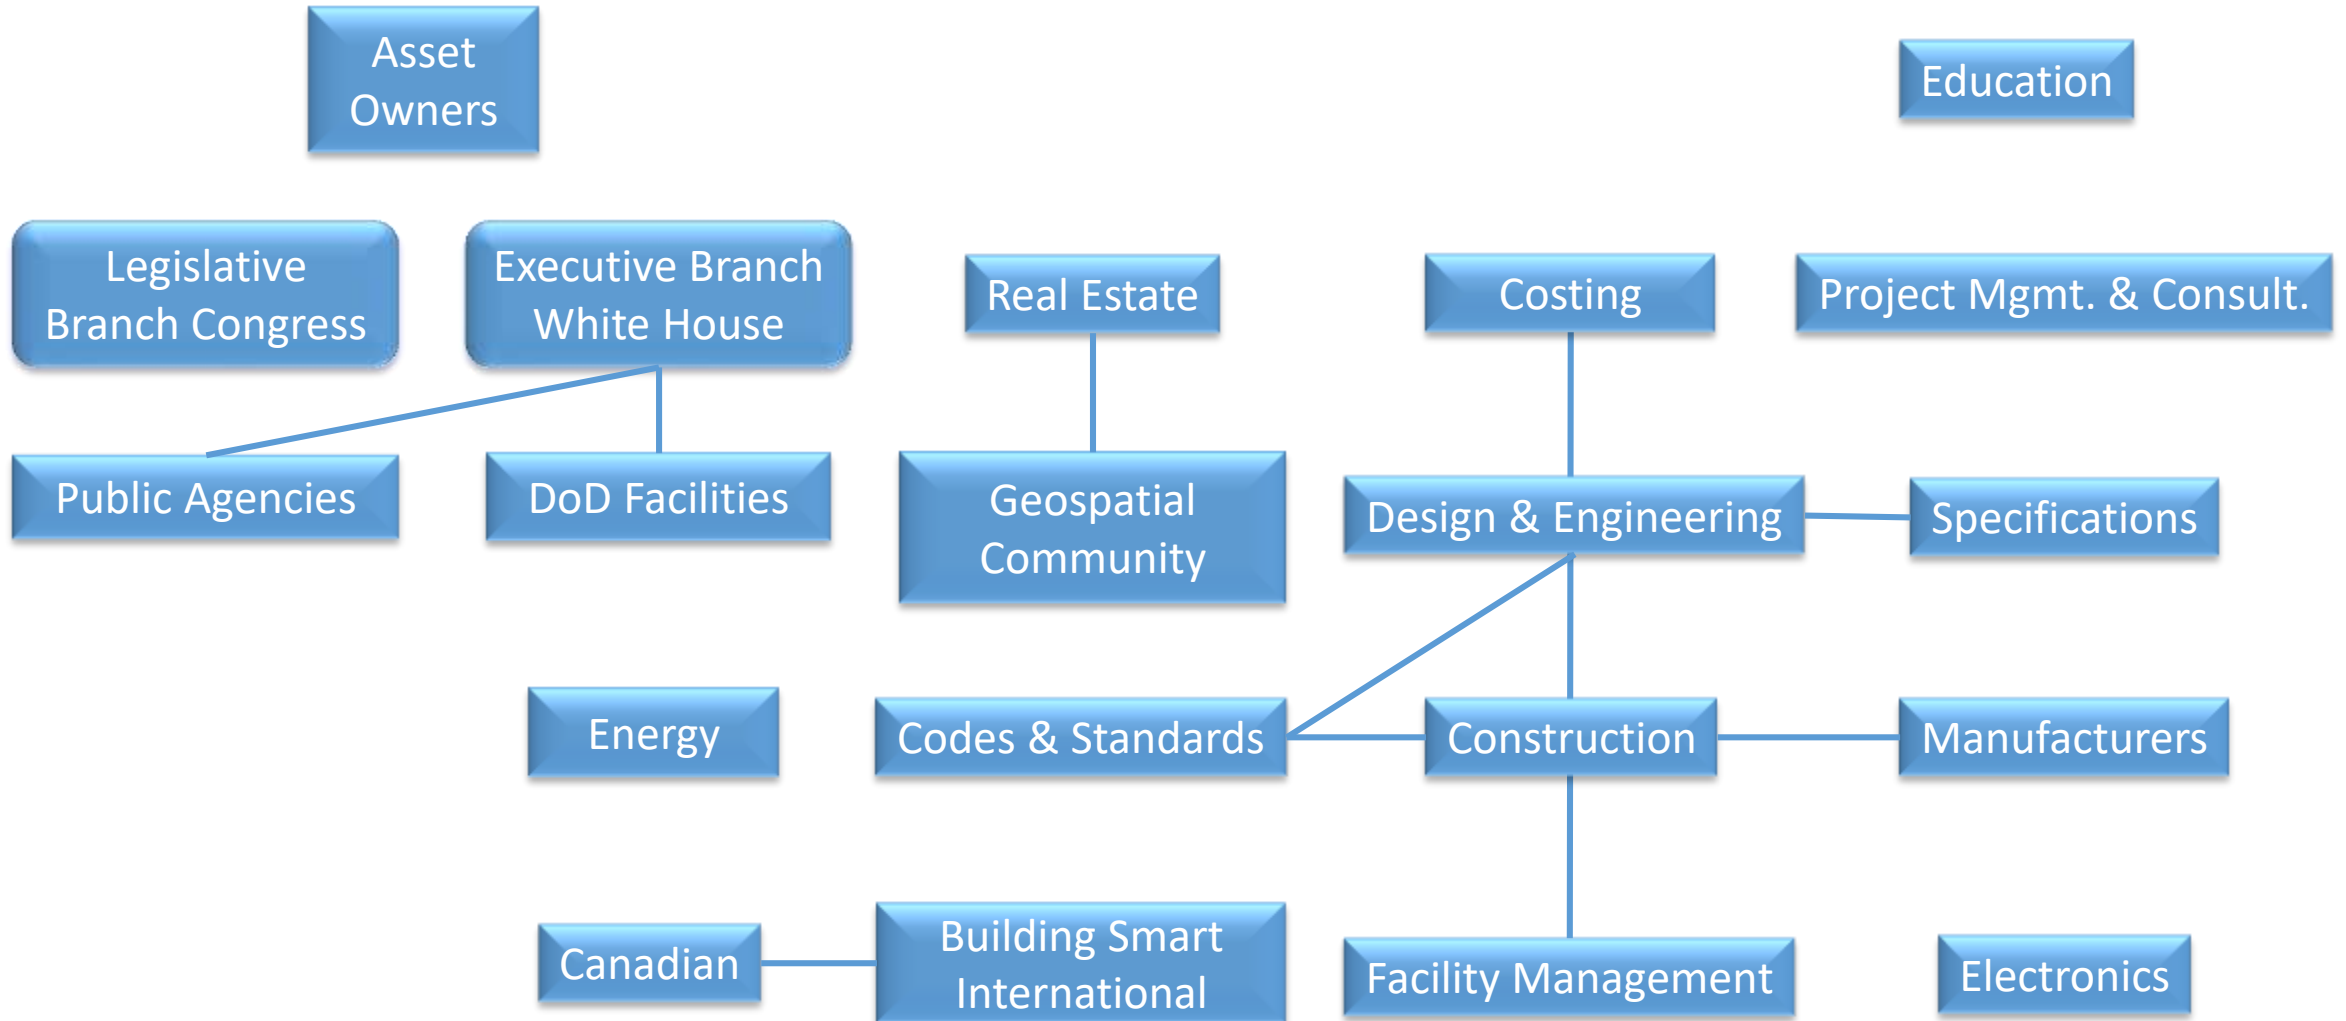 Asset
Owners
Education
Legislative
Branch Congress
Executive Branch
White House
Real Estate
Costing
Project Mgmt. & Consult.
Public Agencies
DoD Facilities
Geospatial
Community
Design & Engineering
Specifications
Energy
Codes & Standards
Construction
Manufacturers
Canadian
Building Smart
International
Facility Management
Electronics